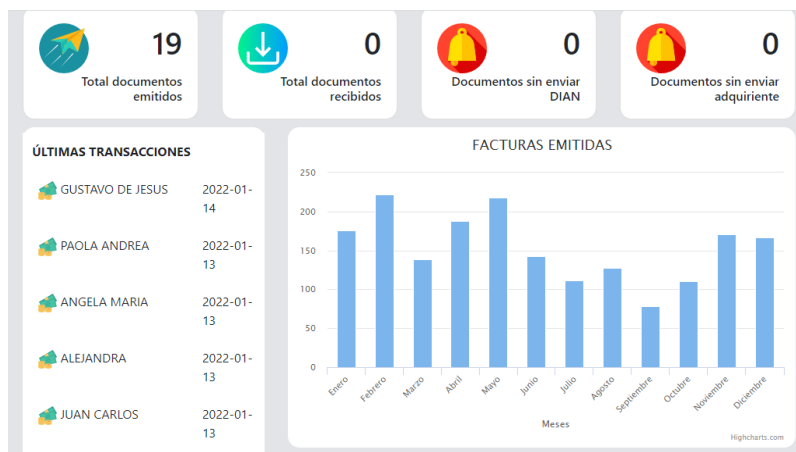 19
Total documentos
emitidos
0
Total documentos
recibidos
0
Documentos sin enviar
DIAN
0
Documentos sin enviar
adquiriente
ÚLTIMAS TRANSACCIONES
GUSTAVO DE JESUS 2022-01-
14
PAOLA ANDREA 2022-01-
13
ANGELA MARIA 2022-01-
13
ALEJANDRA 2022-01-
13
JUAN CARLOS 2022-01-
13
FACTURAS EMITIDAS
250
200
150
100
50
0
Enero Febrero Marzo Abril Mayo Junio Julio Agosto Septiembre Octubre Noviembre Diciembre
Meses
Highcharts.com